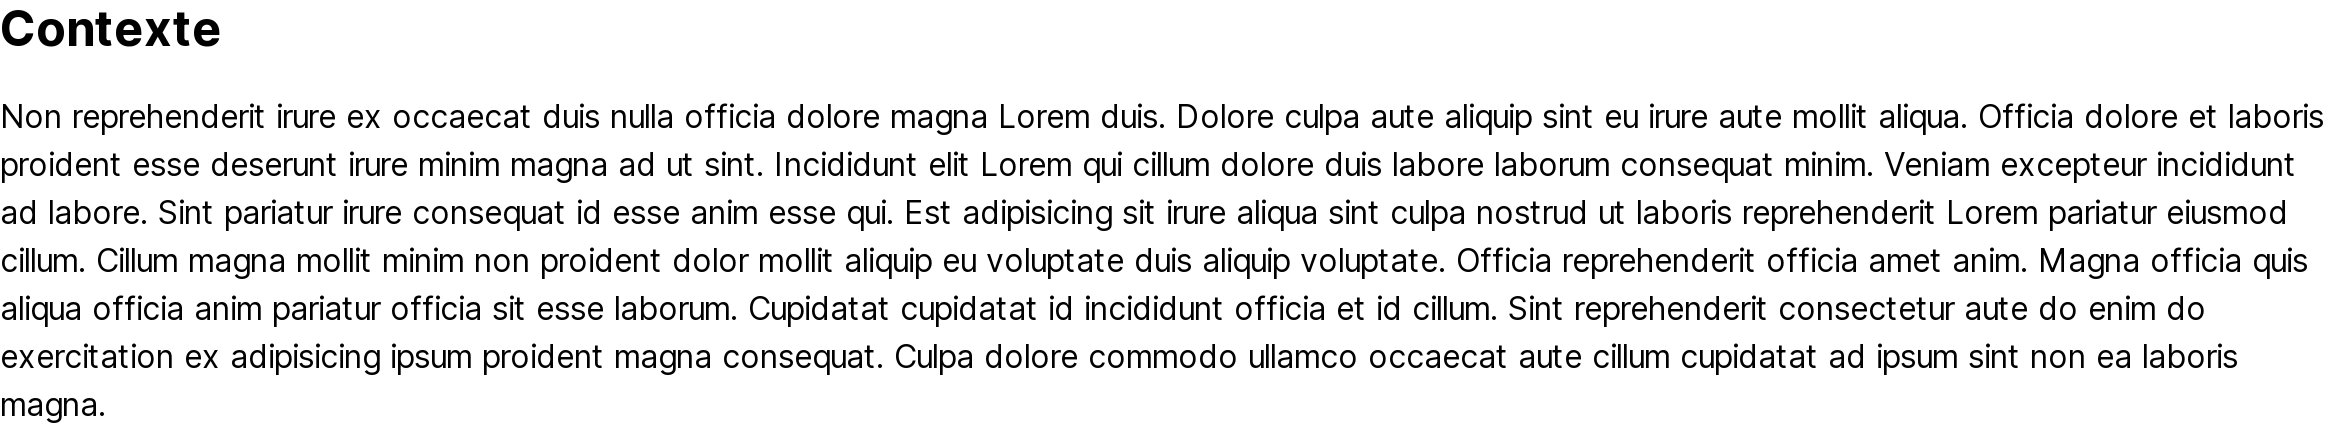 Contexte
Non reprehenderit irure ex occaecat duis nulla officia dolore magna Lorem duis. Dolore culpa aute aliquip sint eu irure aute mollit aliqua. Officia dolore et laboris
proident esse deserunt irure minim magna ad ut sint. Incididunt elit Lorem qui cillum dolore duis labore laborum consequat minim. Veniam excepteur incididunt
ad labore. Sint pariatur irure consequat id esse anim esse qui. Est adipisicing sit irure aliqua sint culpa nostrud ut laboris reprehenderit Lorem pariatur eiusmod
cillum. Cillum magna mollit minim non proident dolor mollit aliquip eu voluptate duis aliquip voluptate. Officia reprehenderit officia amet anim. Magna officia quis
aliqua officia anim pariatur officia sit esse laborum. Cupidatat cupidatat id incididunt officia et id cillum. Sint reprehenderit consectetur aute do enim do
exercitation ex adipisicing ipsum proident magna consequat. Culpa dolore commodo ullamco occaecat aute cillum cupidatat ad ipsum sint non ea laboris
magna.